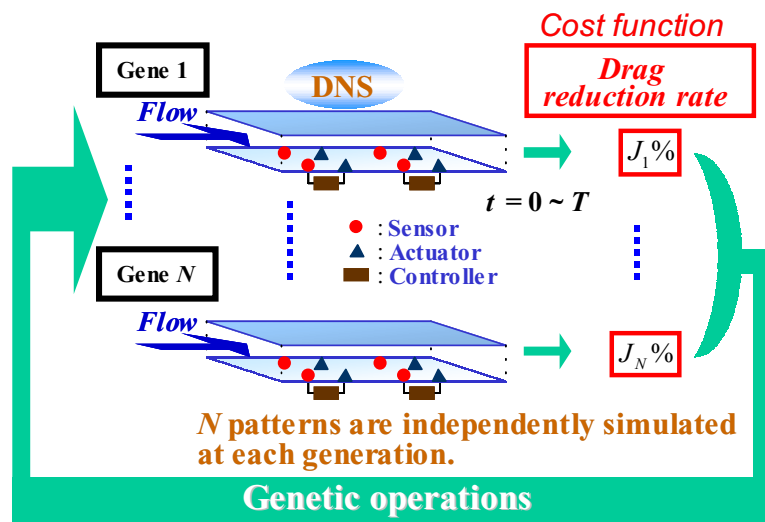 Cost function
Gene 1
DNS
Drag
reduction rate
Flow
J1%
t = 0 ~ T
: Sensor
: Actuator
: Controller
Gene N
Flow
JN%
N patterns are independently simulated
at each generation.
Genetic operations